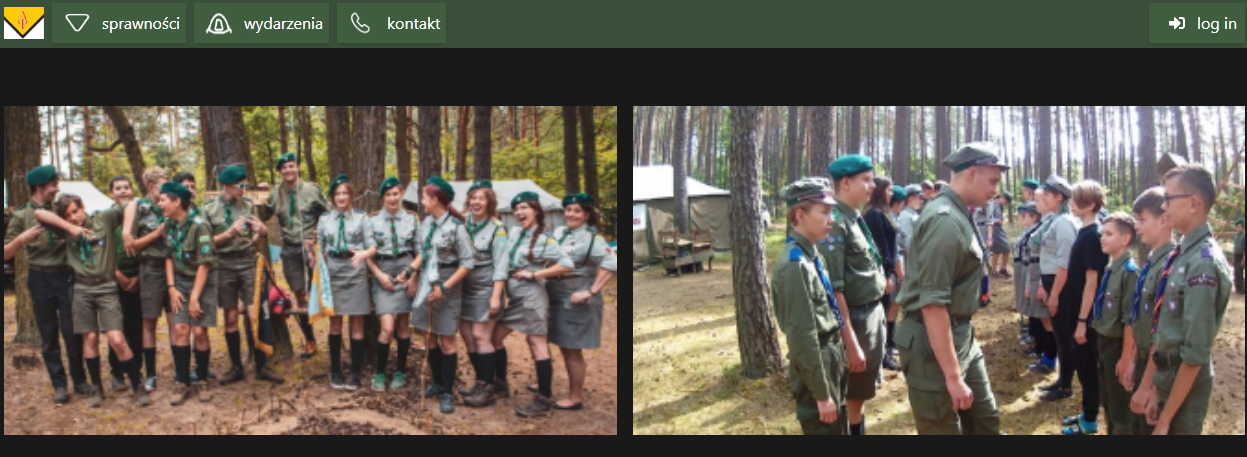 sprawności
wydarzenia
kontakt
log in